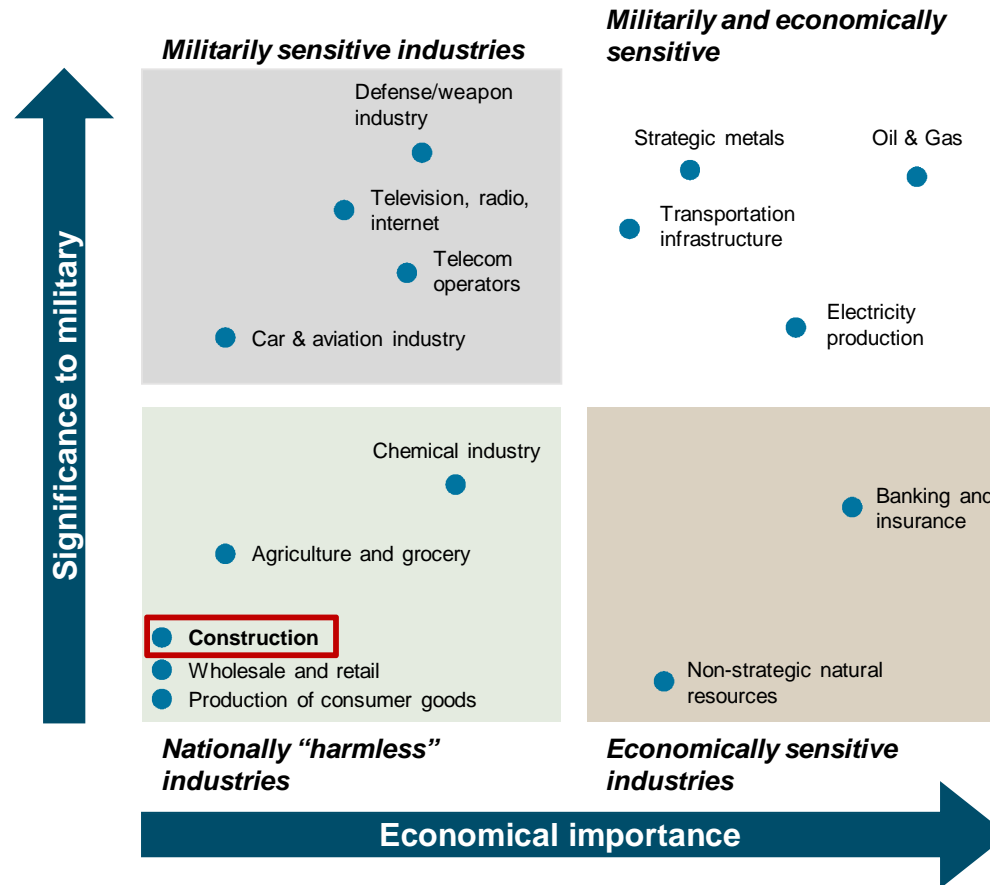 Militarily sensitive industries
Militarily and economically
sensitive
Significance to military
Defense/weapon
industry
Television, radio,
internet
Telecom
operators
Car & aviation industry
Strategic metals
Oil & Gas
Transportation
infrastructure
Electricity
production
Chemical industry
Agriculture and grocery
Construction
Wholesale and retail
Production of consumer goods
Banking and
insurance
Non-strategic natural
resources
Nationally “harmless”
industries
Economically sensitive
industries
Economical importance